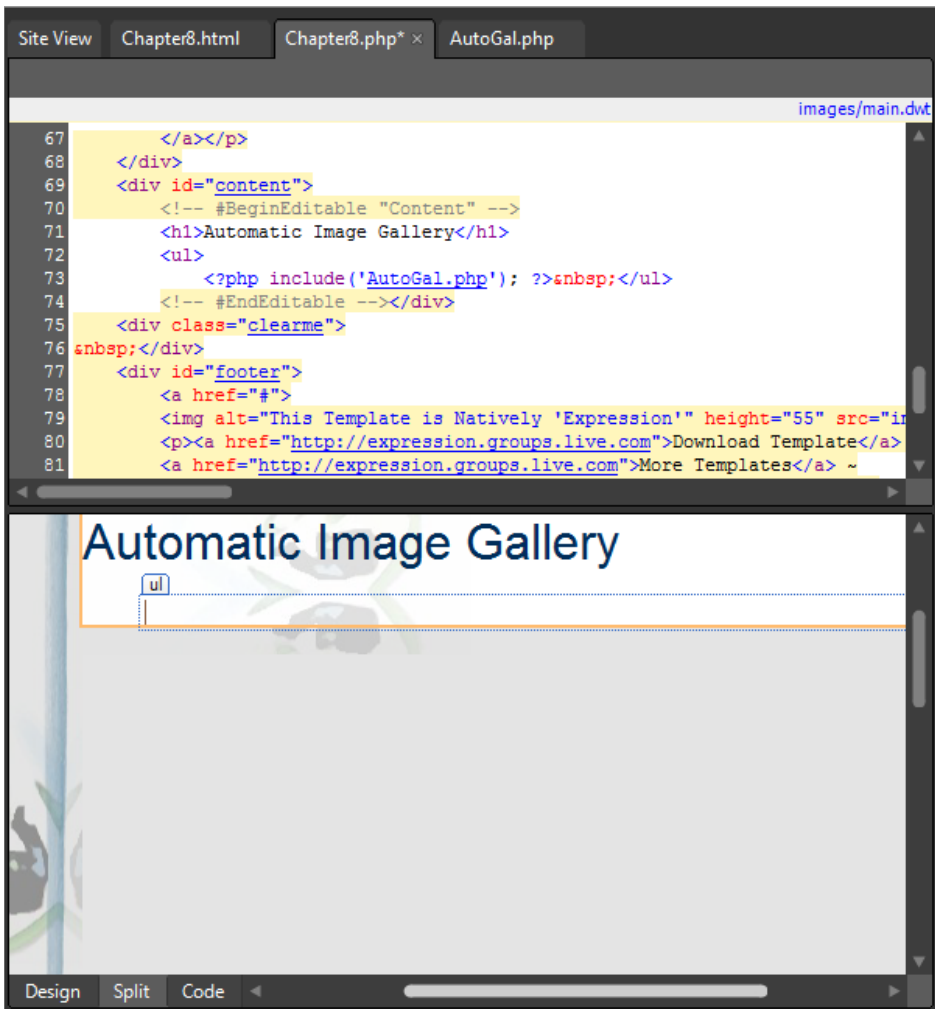 Site View Chapter8.html Chapter8.php* × AutoGal.php
images/main.dwt
67 </a></p>
68 </div>
69 <div id="content">
70 <!-- #BeginEditable "Content" -->
71 <h1>Automatic Image Gallery</h1>
72 <ul>
73 <?php include('AutoGal.php'); ?>&nbsp;</ul>
74 <!-- #EndEditable --></div>
75 <div class="clearme">
76 &nbsp;</div>
77 <div id="footer">
78 <a href="#">
79 <img alt="This Template is Natively 'Expression'" height="55" src="in
80 <p><a href="http://expression.groups.live.com">Download Template</a>
81 <a href="http://expression.groups.live.com">More Templates</a> ~
Automatic Image Gallery
ul
Design Split Code